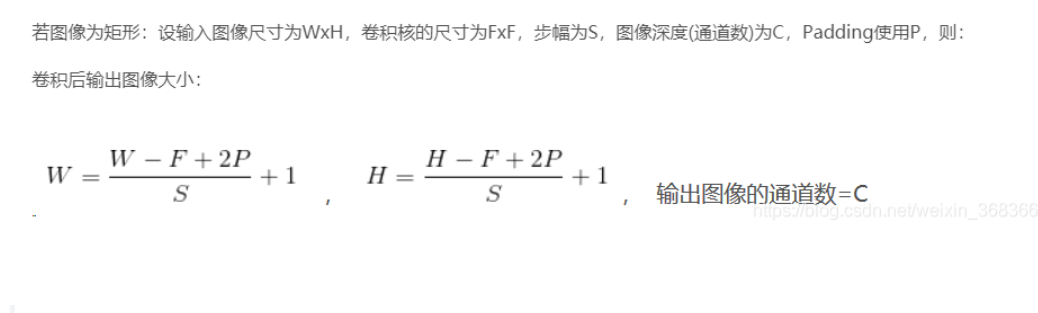 若图像为矩形：设输入图像尺寸为WxH，卷积核的尺寸为FxF，步幅为S，图像深度(通道数)为C，Padding使用P，则：
卷积后输出图像大小：
W = \frac{W - F + 2P}{S} + 1 , H = \frac{H - F + 2P}{S} + 1 , 输出图像的通道数=C
https://blog.csdn.net/weixin_368366